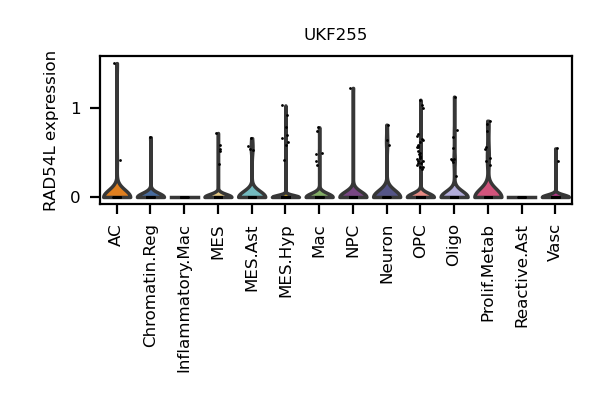 UKF255
RAD54L expression
1
0
AC
Chromatin.Reg
Inflammatory.Mac
MES
MES.Ast
MES.Hyp
Mac
NPC
Neuron
OPC
Oligo
Prolif.Metab
Reactive.Ast
Vasc